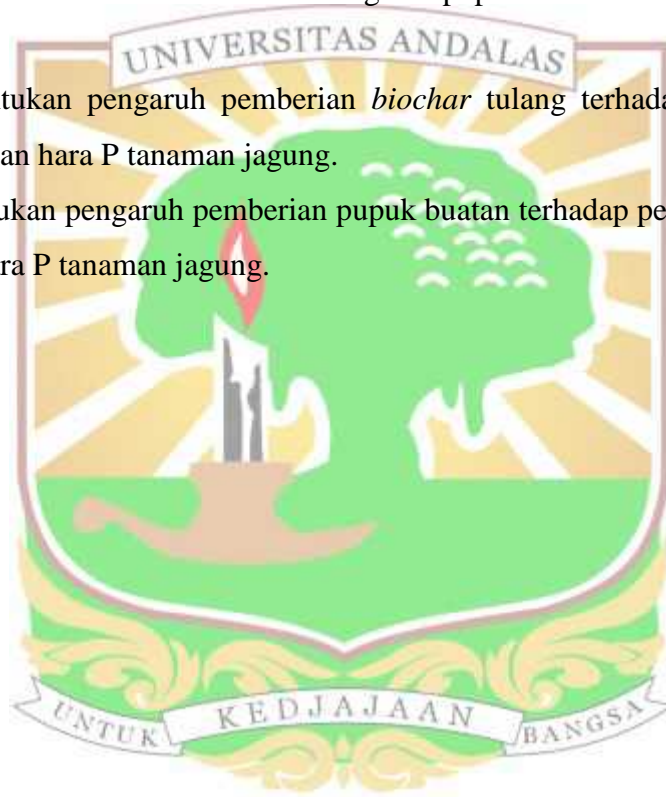 UNIVERSITAS ANDALAS
tukan pengaruh pemberian biochar tulang terhada
an hara P tanaman jagung.
ukan pengaruh pemberian pupuk buatan terhadap pe
ra P tanaman jagung.
UNTUK KEDJAJAAN BANGSA